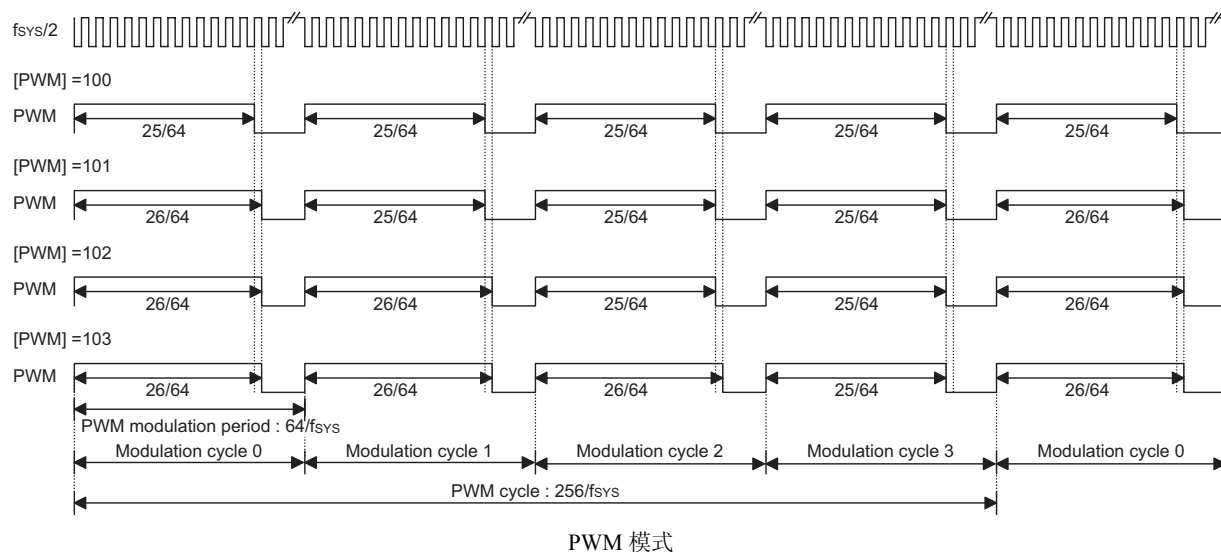 fSYS/2
[PWM] =100
PWM
25/64 25/64 25/64 25/64 25/64
[PWM] =101
PWM
26/64 25/64 25/64 25/64 26/64
[PWM] =102
PWM
26/64 26/64 25/64 25/64 26/64
[PWM] =103
PWM
26/64 26/64 26/64 25/64 26/64
PWM modulation period : 64/fSYS
Modulation cycle 0 Modulation cycle 1 Modulation cycle 2 Modulation cycle 3 Modulation cycle 0
PWM cycle : 256/fSYS
PWM 模式